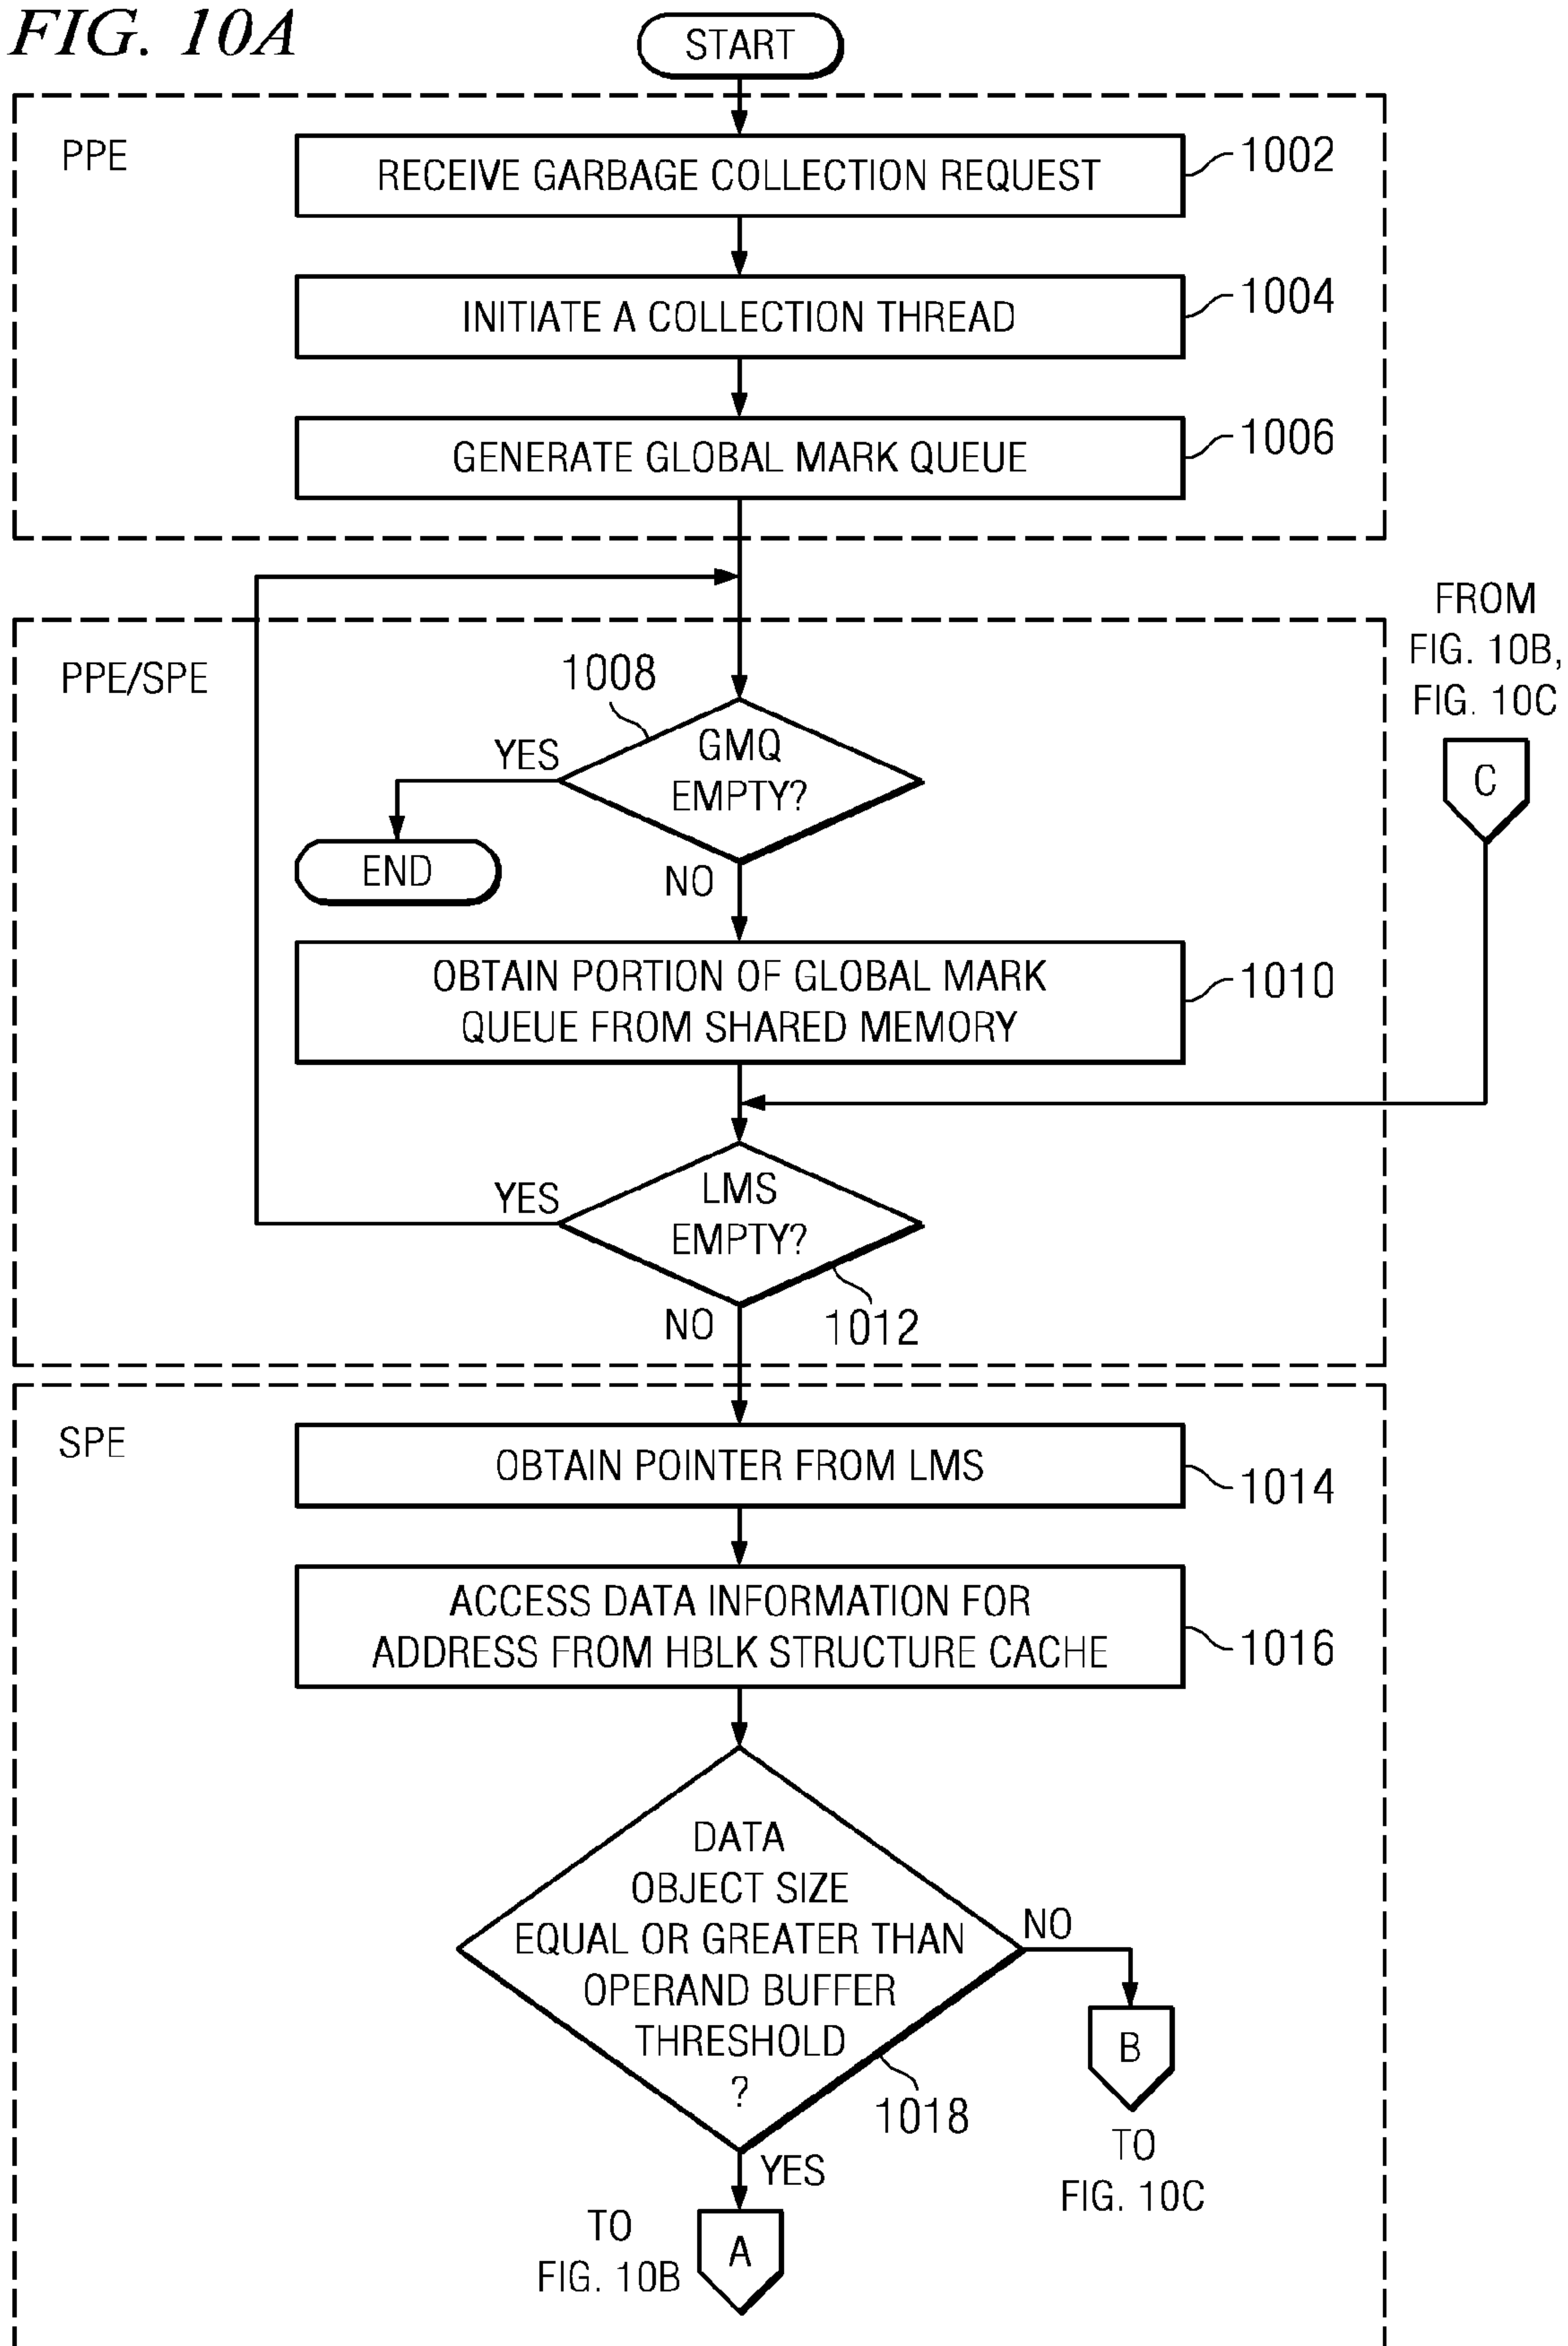 FIG. 10A
START
PPE
RECEIVE GARBAGE COLLECTION REQUEST
1002
INITIATE A COLLECTION THREAD
1004
GENERATE GLOBAL MARK QUEUE
1006
FROM
FIG. 10B,
FIG. 10C
C
PPE/SPE
1008
GMQ
EMPTY?
YES
END
NO
OBTAIN PORTION OF GLOBAL MARK
QUEUE FROM SHARED MEMORY
1010
LMS
EMPTY?
YES
NO
1012
SPE
OBTAIN POINTER FROM LMS
1014
ACCESS DATA INFORMATION FOR
ADDRESS FROM HBLK STRUCTURE CACHE
1016
DATA
OBJECT SIZE
EQUAL OR GREATER THAN
OPERAND BUFFER
THRESHOLD
?
1018
NO
B
TO
FIG. 10C
YES
TO
FIG. 10B
A